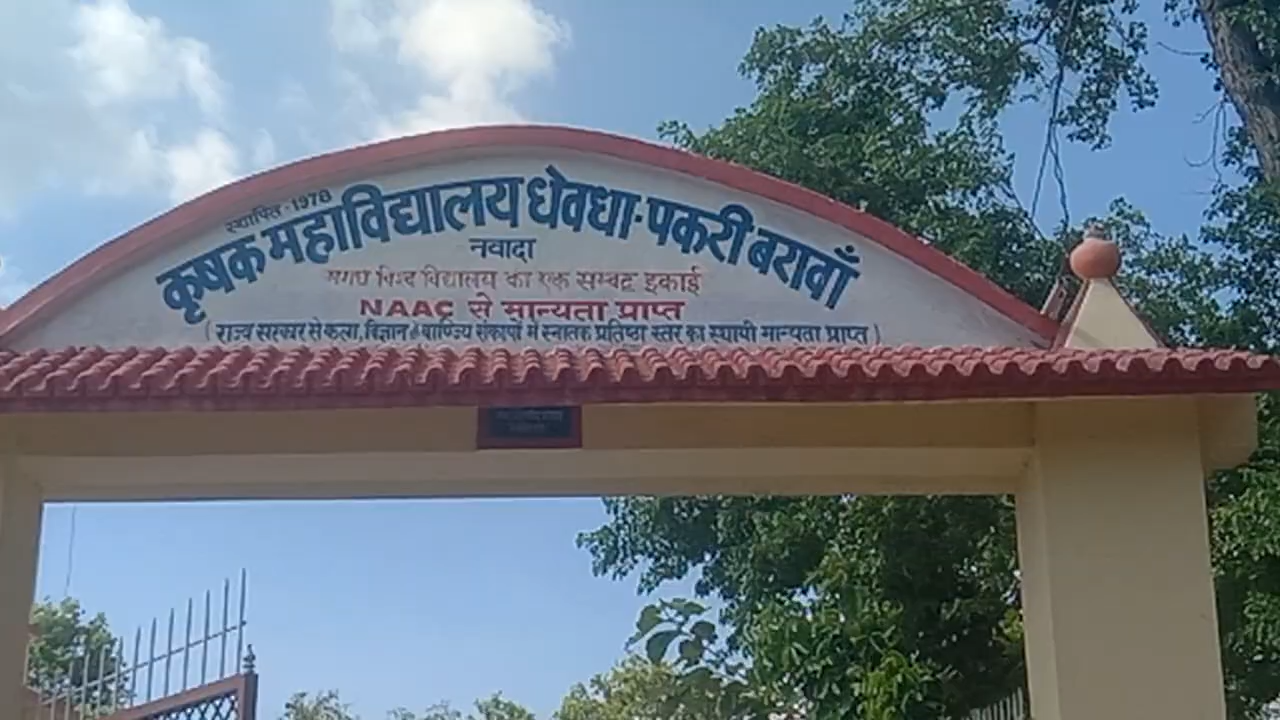 स्थापित - 1978
कृषक महाविद्यालय धेवधा-पकरी बरावाँ
नवादा
मगध विश्व विद्यालय का एक सम्बद्ध इकाई
NAAC से मान्यता प्राप्त
(राज्य सरकार से कला, विज्ञान एवं वाणिज्य संकायों में स्नातक प्रतिष्ठा स्तर का स्थायी मान्यता प्राप्त)